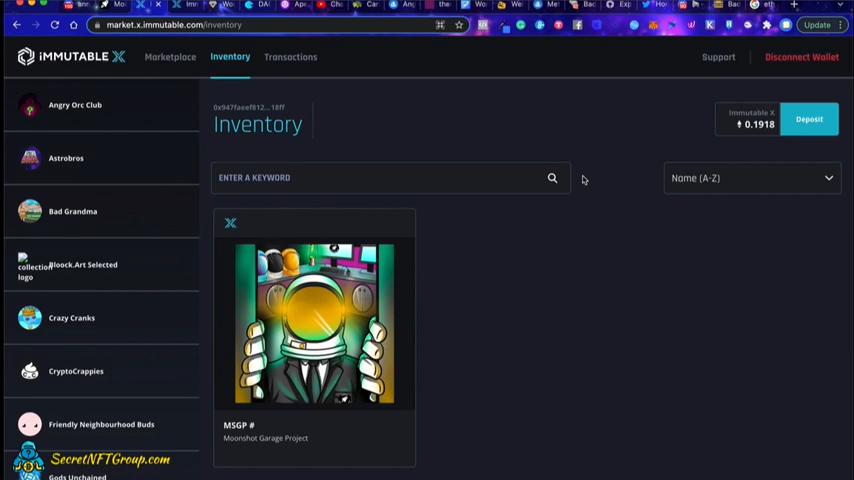 market.x.immutable.com/inventory
Update
iMMUTABLE X
Marketplace
Inventory
Transactions
Support
Disconnect Wallet
Angry Orc Club
Astrobros
Bad Grandma
collection logo
Bloock.Art Selected
Crazy Cranks
CryptoCrappies
Friendly Neighbourhood Buds
Gods Unchained
0x947faeef812...18ff
Inventory
Immutable X
0.1918
Deposit
ENTER A KEYWORD
Name (A-Z)
MSGP #
Moonshot Garage Project
SecretNFTGroup.com